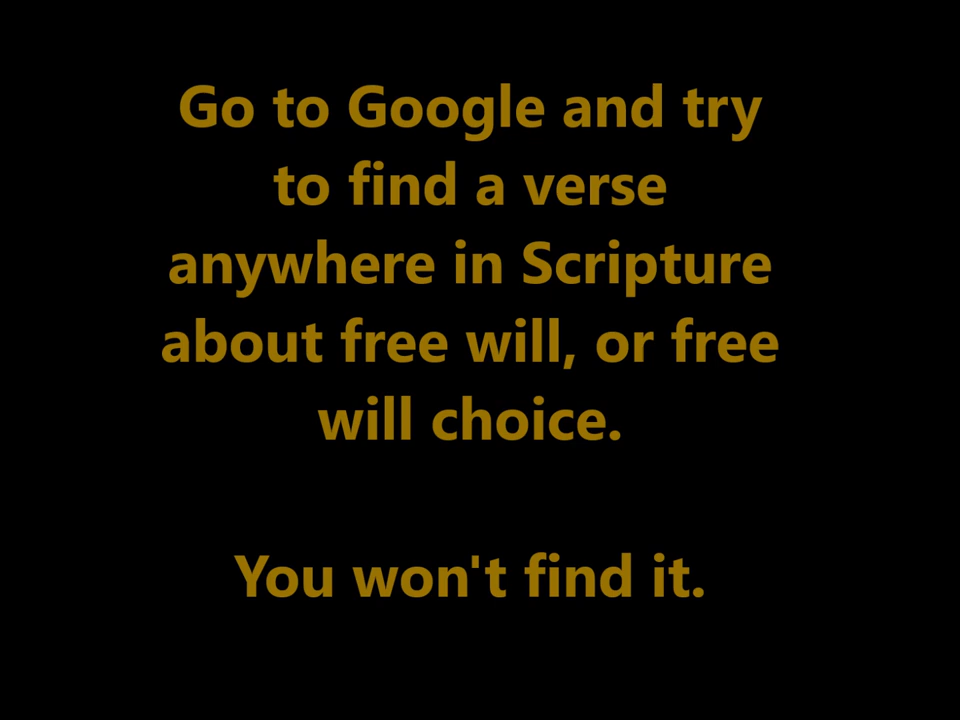 Go to Google and try
to find a verse
anywhere in Scripture
about free will, or free
will choice.
You won't find it.